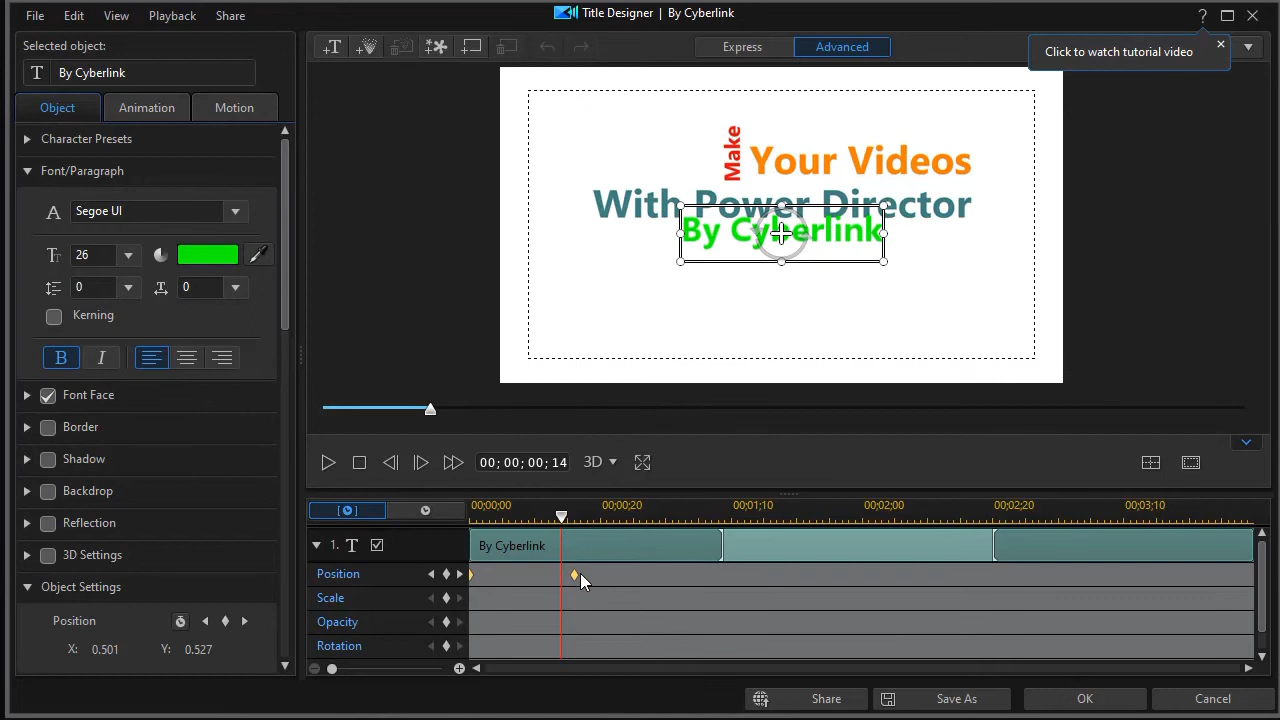 File Edit View Playback Share
Title Designer | By Cyberlink
?
Selected object:
T By Cyberlink
Express Advanced
Click to watch tutorial video
Object Animation Motion
Character Presets
Font/Paragraph
A Segoe UI
26
0 0
Kerning
B I
Font Face
Border
Shadow
Backdrop
Reflection
3D Settings
Object Settings
Position
X: 0.501 Y: 0.527
Make
Your Videos
With Power Director
By Cyberlink
00; 00; 00; 14 3D
00;00;00 00;00;20 00;01;10 00;02;00 00;02;20 00;03;10
1. T By Cyberlink
Position
Scale
Opacity
Rotation
Share Save As OK Cancel